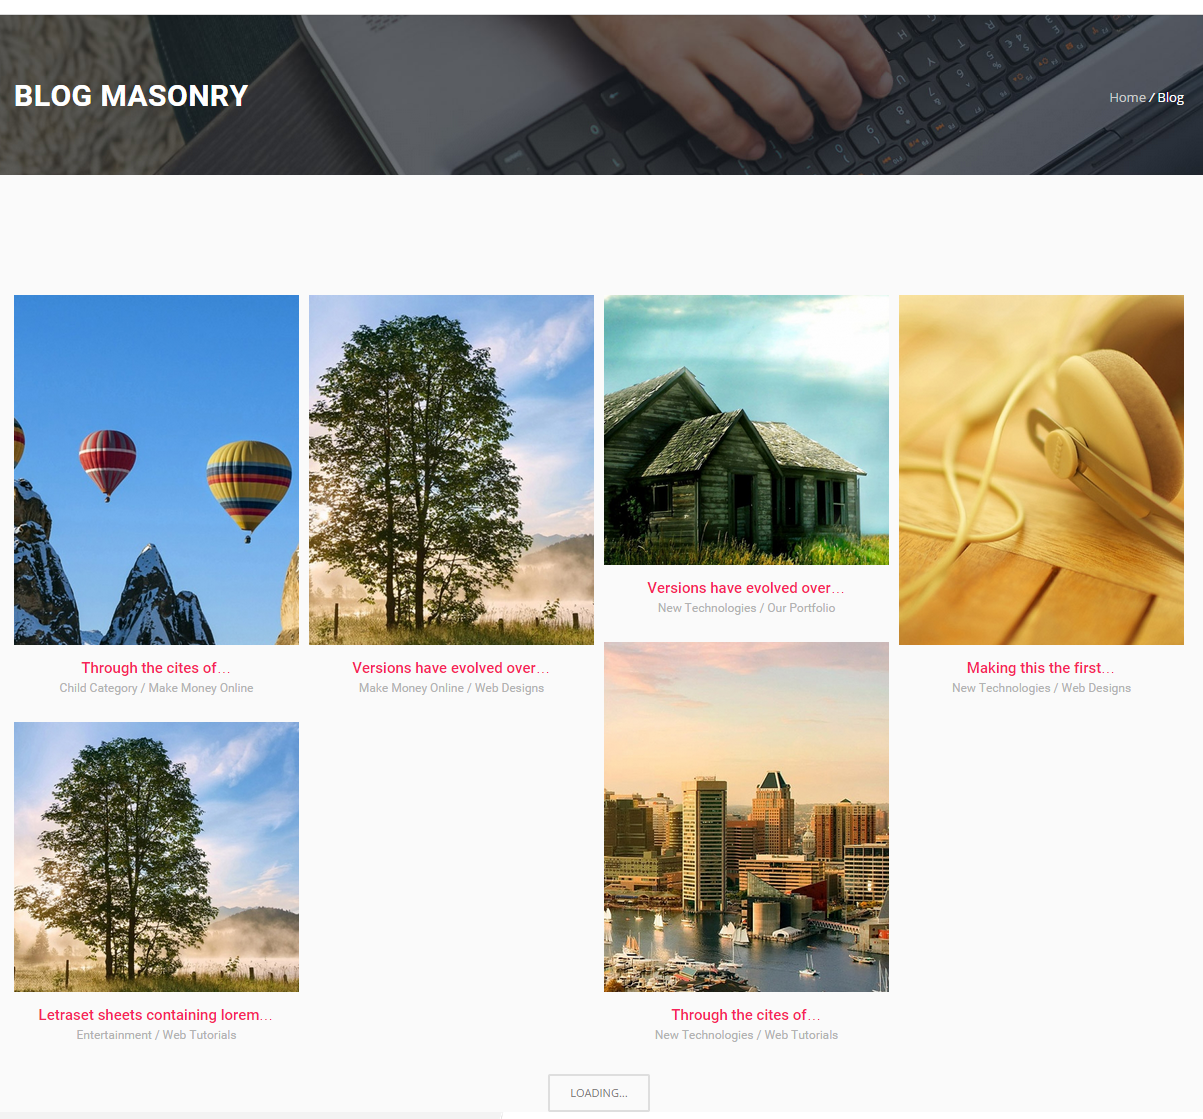 BLOG MASONRY
Home / Blog
Through the cites of...
Child Category / Make Money Online
Versions have evolved over...
Make Money Online / Web Designs
Versions have evolved over...
New Technologies / Our Portfolio
Making this the first...
New Technologies / Web Designs
Letraset sheets containing lorem...
Entertainment / Web Tutorials
Through the cites of...
New Technologies / Web Tutorials
LOADING...